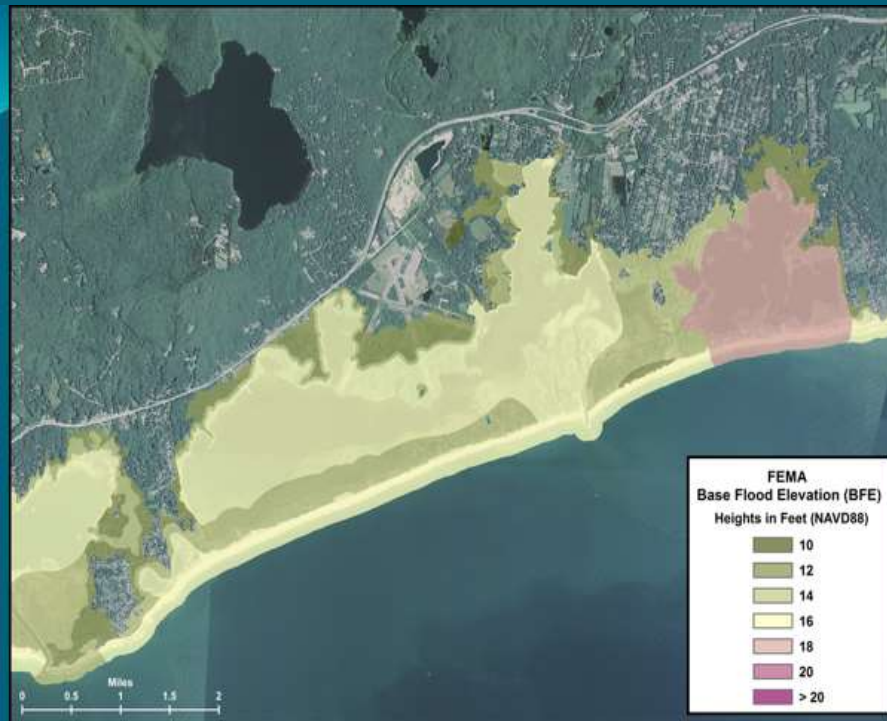 FEMA
Base Flood Elevation (BFE)
Heights in Feet (NAVD88)
10
12
14
16
18
20
> 20
Miles
0 0.5 1 1.5 2